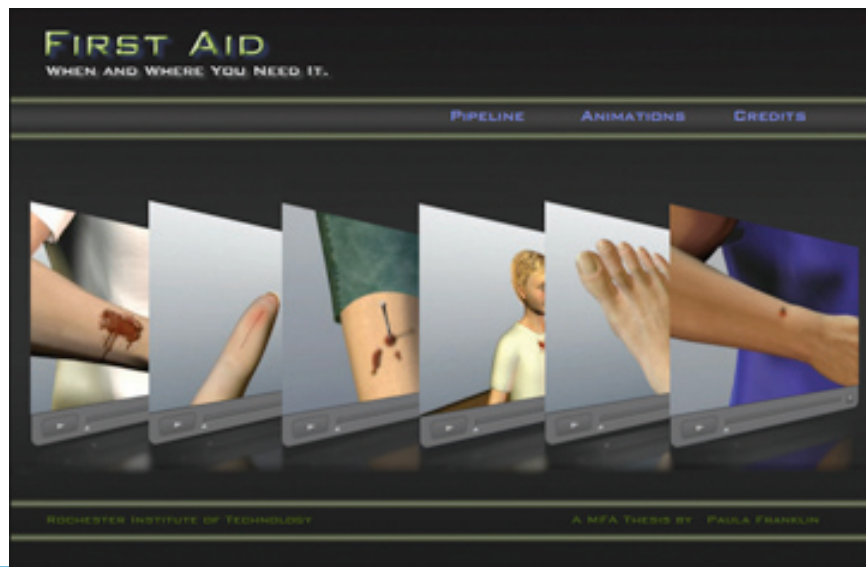 First Aid
When and Where You Need It.
Pipeline Animations Credits
Rochester Institute of Technology A MFA Thesis by Paula Franklin